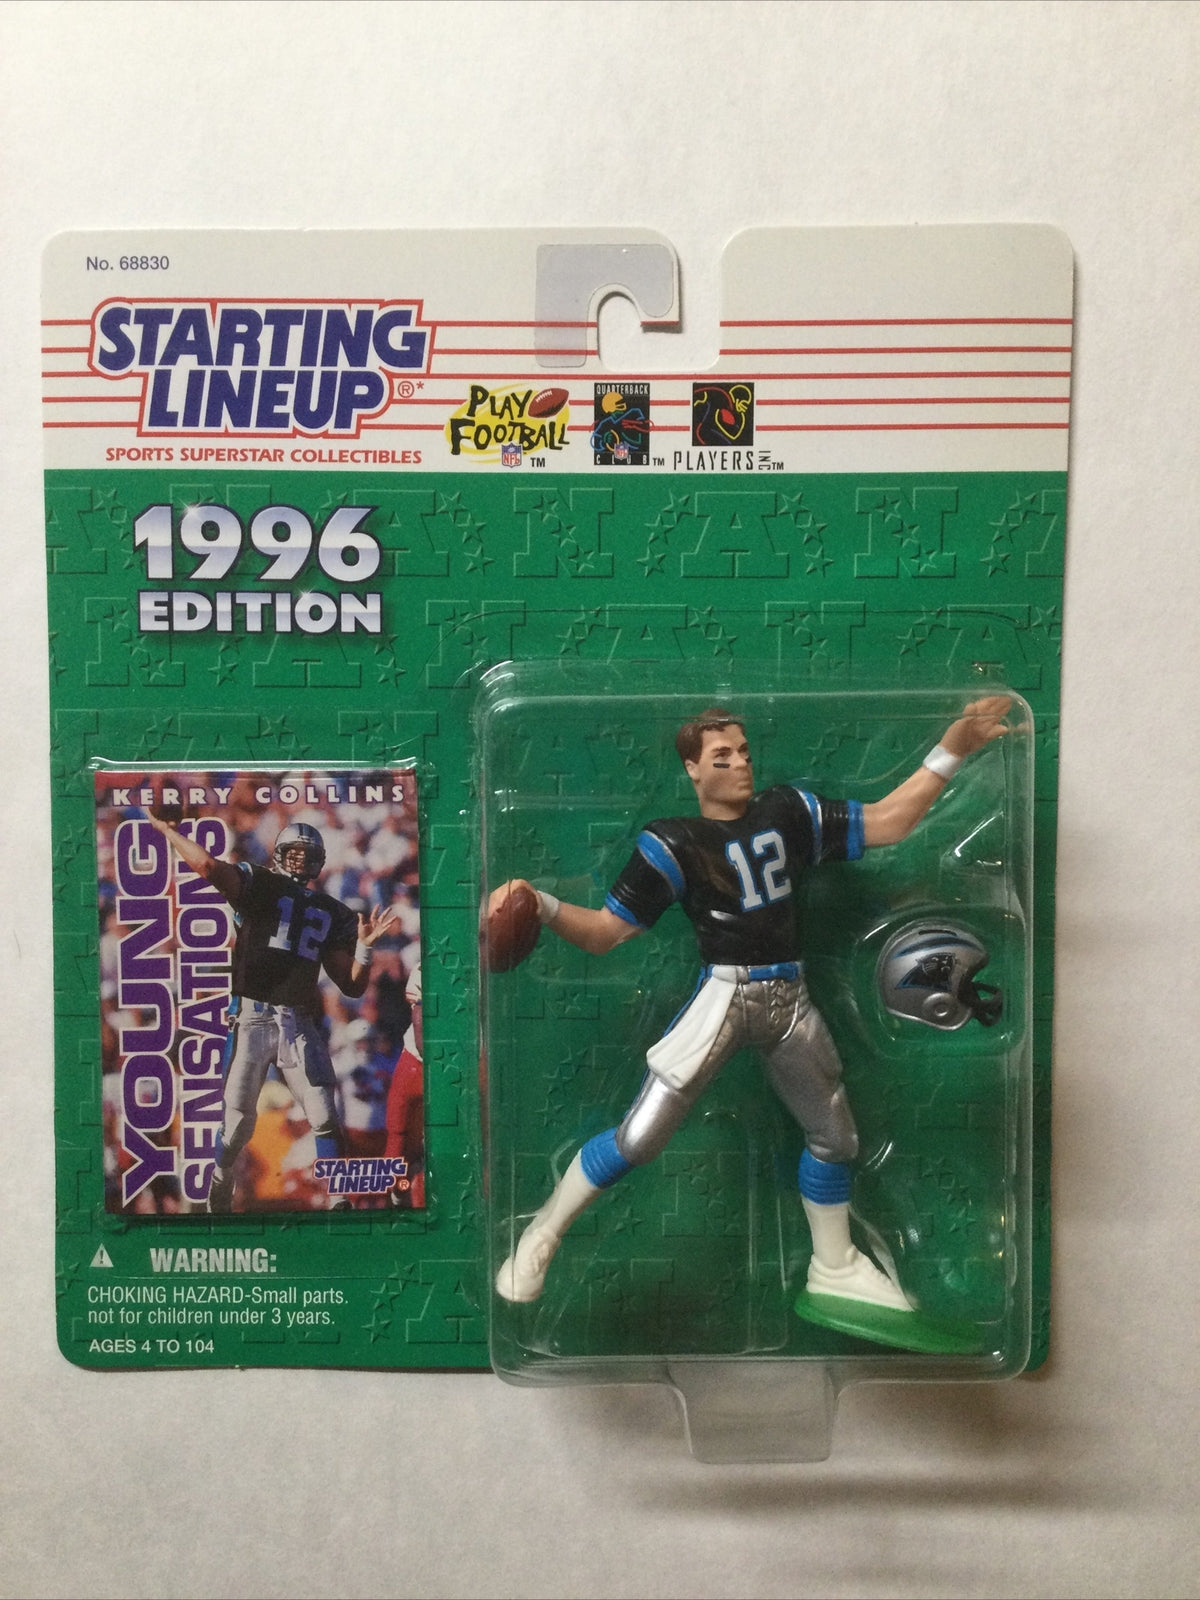 No. 68830
STARTING
LINEUP®*
SPORTS SUPERSTAR COLLECTIBLES
PLAY
FOOTBALL
NFL
TM
QUARTERBACK
NFL
CLUB TM
PLAYERS INC TM
1996
EDITION
KERRY COLLINS
YOUNG
SENSATIONS
12
STARTING
LINEUP®
12
WARNING:
CHOKING HAZARD-Small parts.
not for children under 3 years.
AGES 4 TO 104